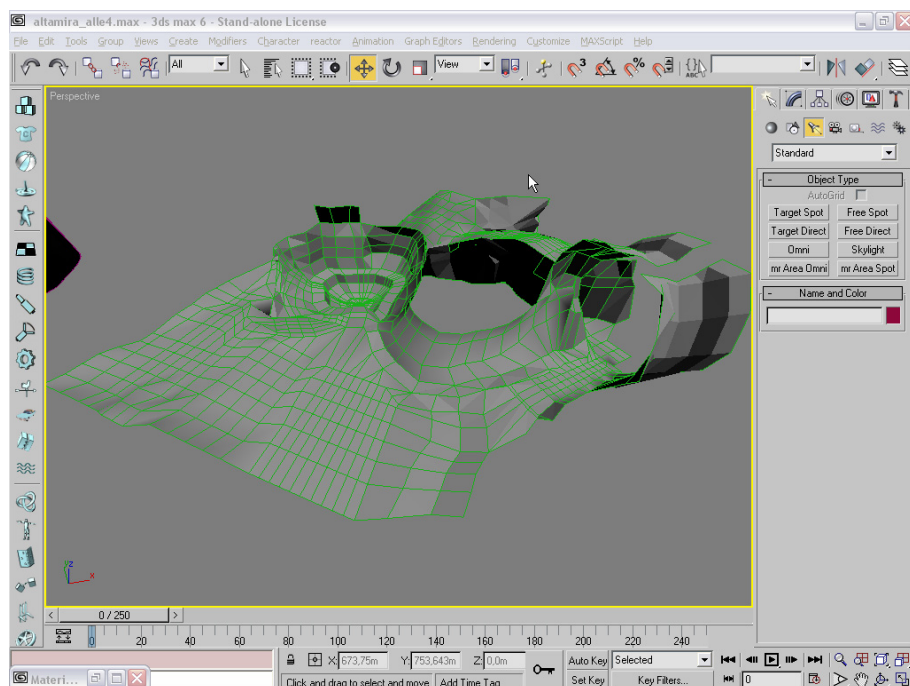 altamira_alle4.max - 3ds max 6 - Stand-alone License
File Edit Tools Group Views Create Modifiers Character reactor Animation Graph Editors Rendering Customize MAXScript Help
All View 3 % ABC
Perspective
Standard
- Object Type
AutoGrid
Target Spot Free Spot
Target Direct Free Direct
Omni Skylight
mr Area Omni mr Area Spot
- Name and Color
z x
< 0 / 250 >
0 20 40 60 80 100 120 140 160 180 200 220 240
X: 673,75m Y: 753,643m Z: 0,0m Auto Key Selected
Materi... Click and drag to select and move Add Time Tag Set Key Key Filters... 0